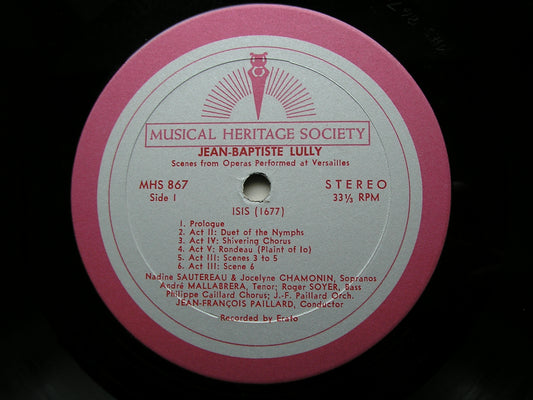 MUSICAL HERITAGE SOCIETY
JEAN-BAPTISTE LULLY
Scenes from Operas Performed at Versailles
MHS 867 STEREO
Side 1 33⅓ RPM
ISIS (1677)
1. Prologue
2. Act II: Duet of the Nymphs
3. Act IV: Shivering Chorus
4. Act V: Rondeau (Plaint of Io)
5. Act III: Scenes 3 to 5
6. Act III: Scene 6
Nadine SAUTEREAU & Jocelyne CHAMONIN, Sopranos
André MALLABRERA, Tenor; Roger SOYER, Bass
Philippe Caillard Chorus; J.-F. Paillard Orch.
JEAN-FRANÇOIS PAILLARD, Conductor
Recorded by Erato